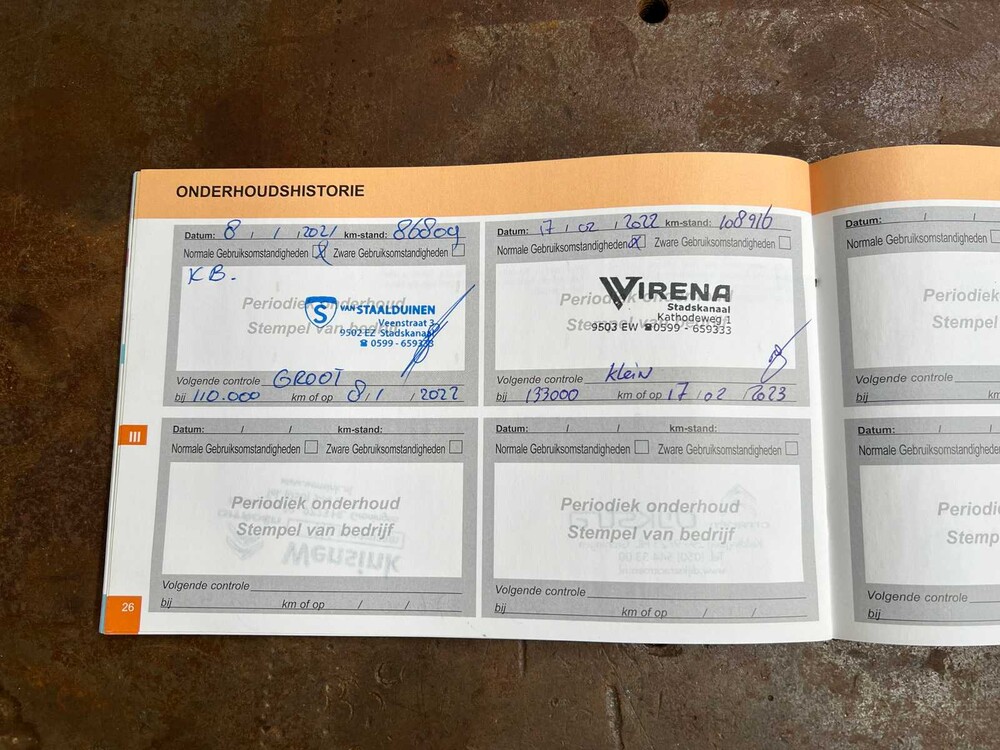 ONDERHOUDSHISTORIE
Datum: 8 / 1 / 2021 km-stand: 86809
Normale Gebruiksomstandigheden X Zware Gebruiksomstandigheden
KB.
Periodiek onderhoud
Stempel van bedrijf
S VAN STAALDUINEN
Veenstraat 3
9502 EZ Stadskanaal
☎ 0599 - 659333
Volgende controle GROOT
bij 110.000 km of op 8 / 1 / 2022
Datum: 17 / 02 / 2022 km-stand: 108916
Normale Gebruiksomstandigheden X Zware Gebruiksomstandigheden
Periodiek onderhoud
Stempel van bedrijf
VIRENA
Stadskanaal
Kathodeweg 1
9503 EW ☎0599 - 659333
Volgende controle Klein
bij 133000 km of op 17 / 02 / 2023
Datum: / /
Normale Gebruiksomstandigheden
Periodi
Stemp
Volgende controle
bij km
III
Datum: / / km-stand:
Normale Gebruiksomstandigheden Zware Gebruiksomstandigheden
Periodiek onderhoud
Stempel van bedrijf
Volgende controle
bij km of op / /
Datum: / / km-stand:
Normale Gebruiksomstandigheden Zware Gebruiksomstandigheden
Periodiek onderhoud
Stempel van bedrijf
Volgende controle
bij km of op / /
Datum: / /
Normale Gebruiksomstandigheden
Periodi
Stemp
Volgende controle
bij
26